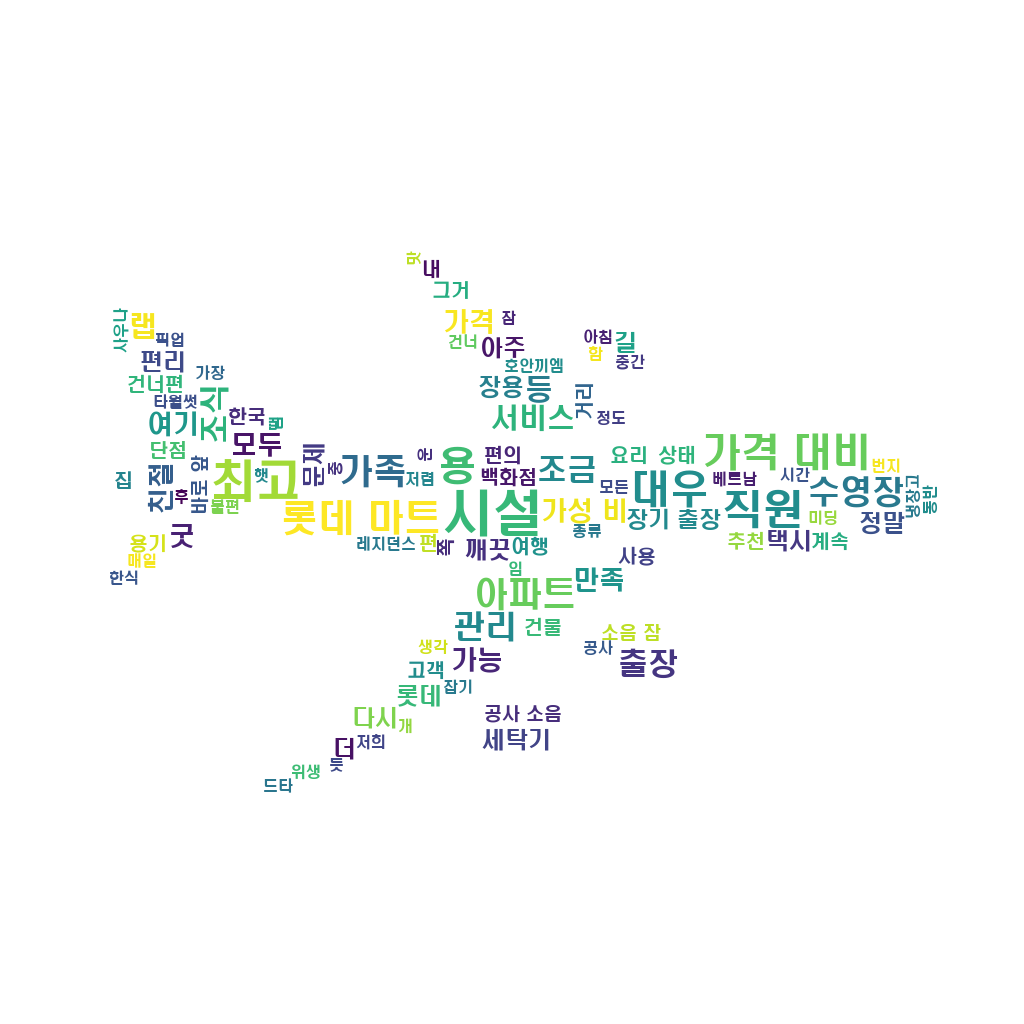 맛
내
그거
가격
잠
건너
아주
아침
길
함
중간
사우나
랩
픽업
편리
가장
건너편
타월썻
호안끼엠
장용등
거리
정도
서비스
조식
여기
한국
모두
단점
문제
가족
용
편의
백화점
조금
요리 상태
가격 대비
번지
집
친절
후
바로 앞
최고
햇
불편
중
저렴
온
모든
대우
베트남
시간
수영장
냉장고
동반
굿
롯데 마트
시설
가성 비
장기 출장
직원
미딩
정말
용기
매일
한식
레지던스
편
쪽
깨끗
여행
종류
사용
추천
택시
계속
임
아파트
만족
관리
건물
소음 잠
공사
출장
생각
가능
고객
잡기
롯데
다시
개
공사 소음
세탁기
더
저희
듯
위생
드타